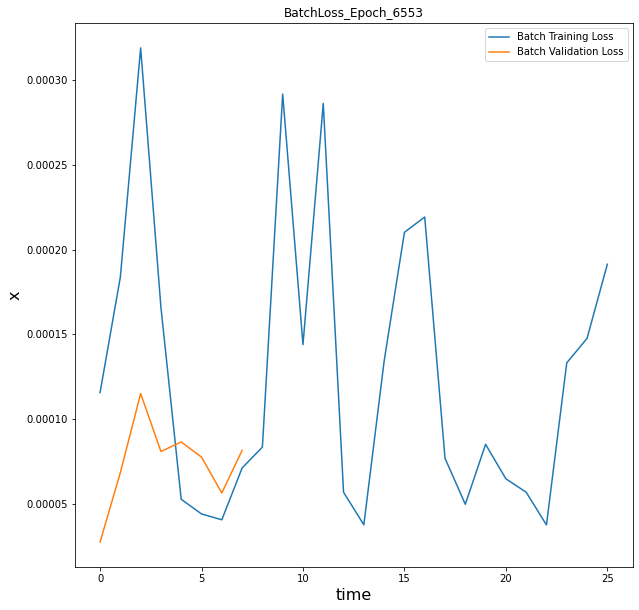 BatchLoss_Epoch_6553
Batch Training Loss
Batch Validation Loss
0.00030
0.00025
0.00020
0.00015
0.00010
0.00005
x
0 5 10 15 20 25
time